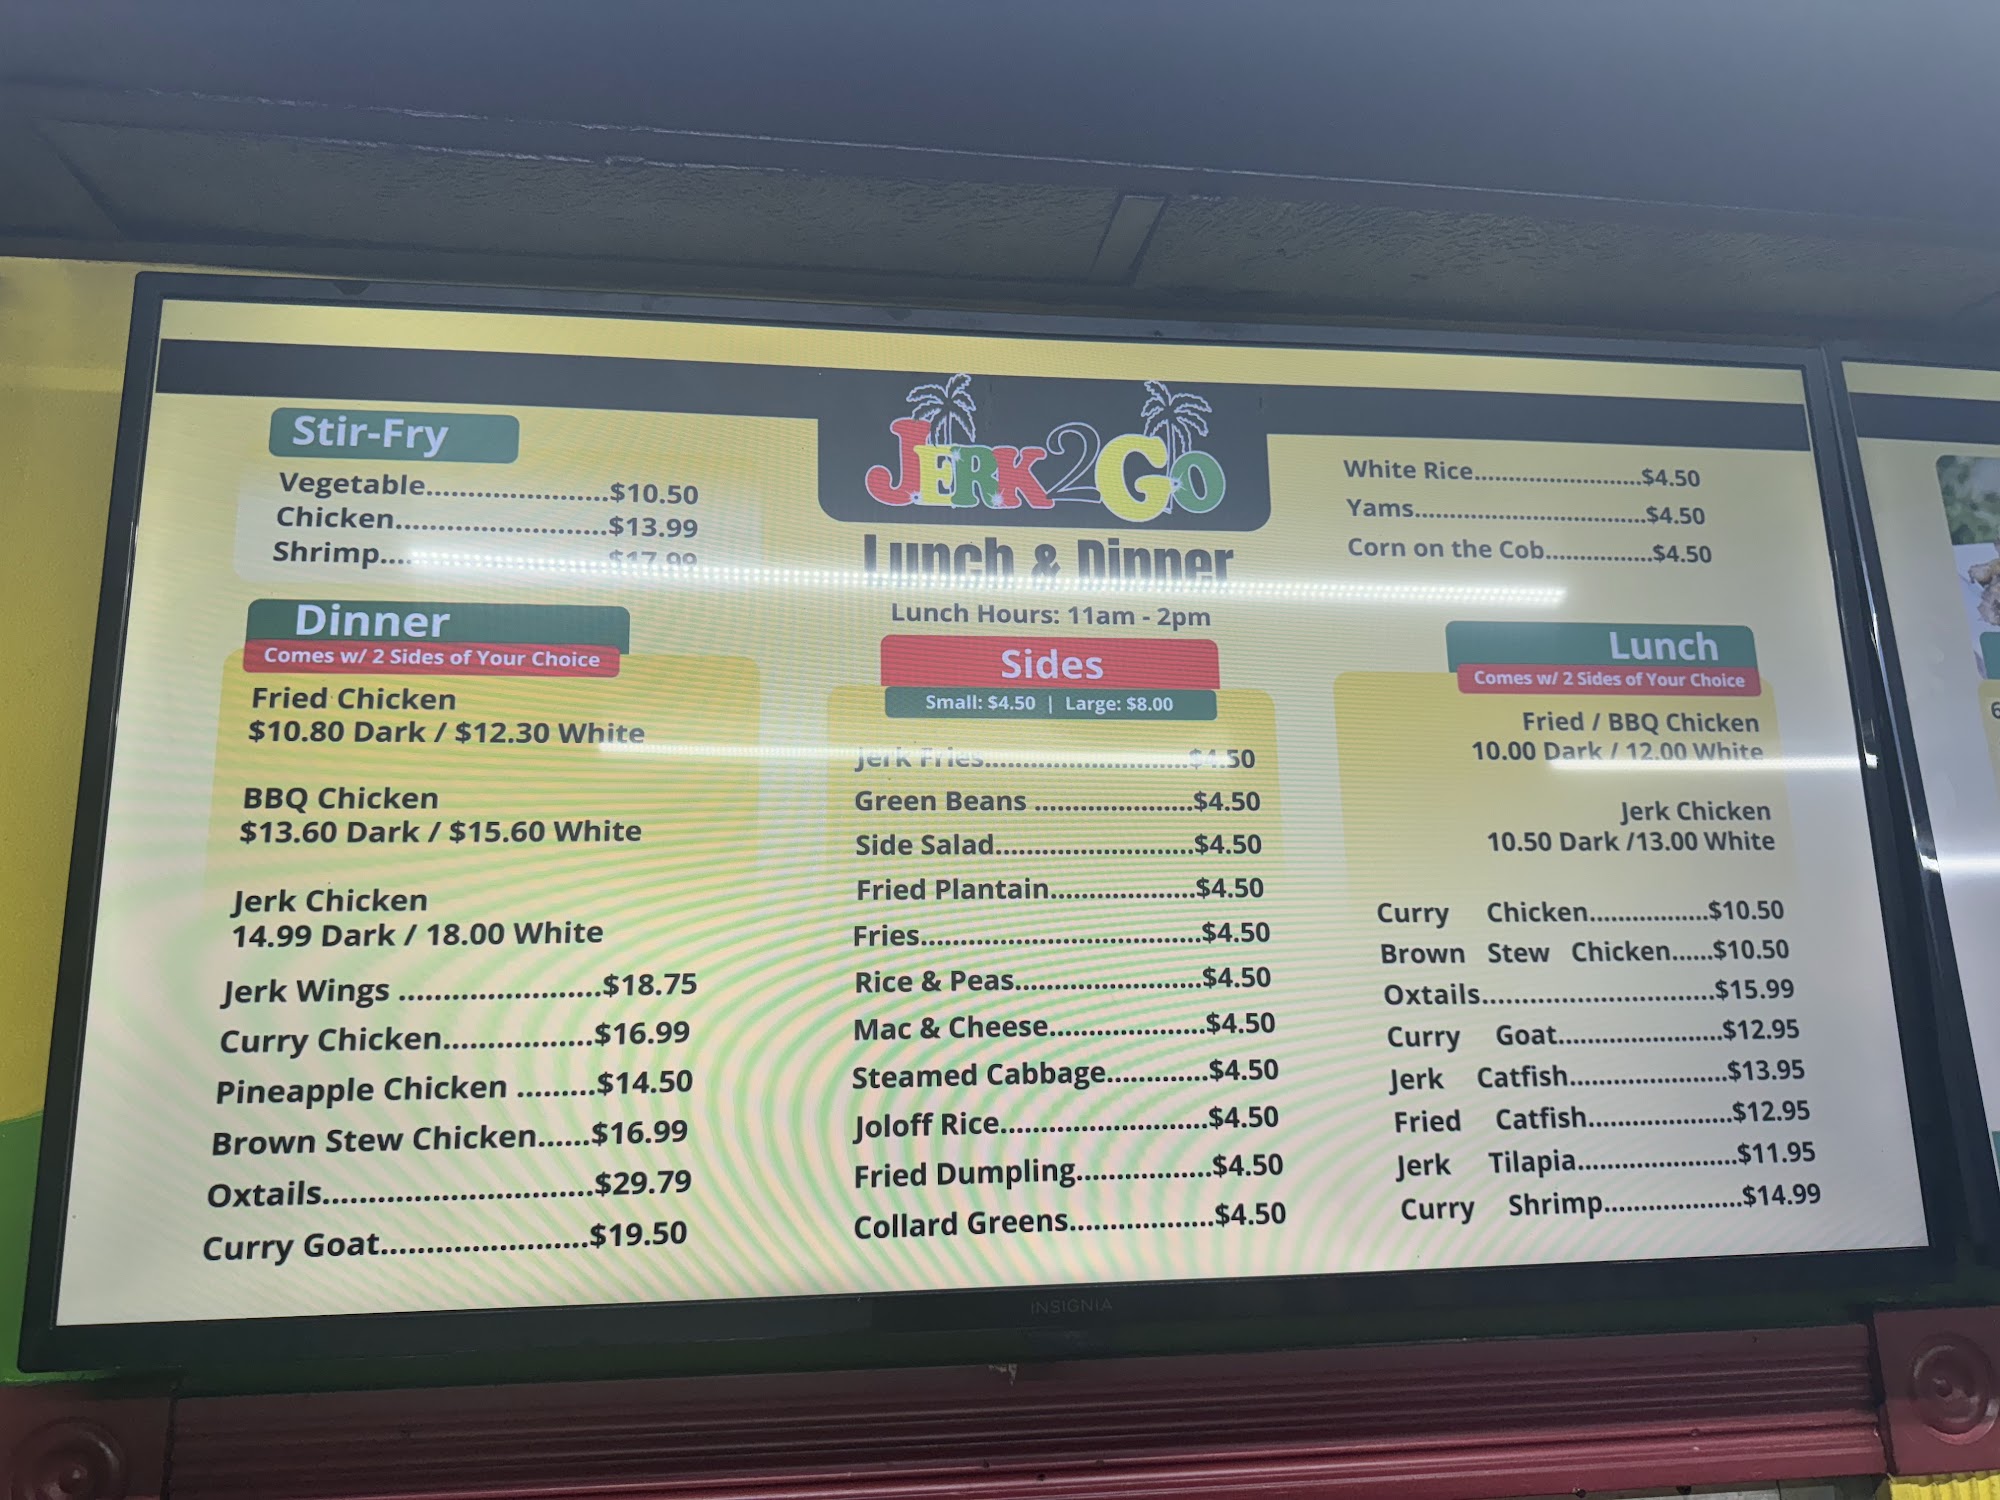 Stir-Fry
Vegetable.....................$10.50
Chicken........................$13.99
Shrimp.... $17.99
Dinner
Comes w/ 2 Sides of Your Choice
Fried Chicken
$10.80 Dark / $12.30 White
BBQ Chicken
$13.60 Dark / $15.60 White
Jerk Chicken
14.99 Dark / 18.00 White
Jerk Wings .......................$18.75
Curry Chicken.................$16.99
Pineapple Chicken .........$14.50
Brown Stew Chicken......$16.99
Oxtails..............................$29.79
Curry Goat.......................$19.50
JERK2GO
Lunch & Dinner
Lunch Hours: 11am - 2pm
Sides
Small: $4.50 | Large: $8.00
Jerk Fries..........................$4.50
Green Beans .....................$4.50
Side Salad..........................$4.50
Fried Plantain...................$4.50
Fries....................................$4.50
Rice & Peas........................$4.50
Mac & Cheese....................$4.50
Steamed Cabbage.............$4.50
Joloff Rice..........................$4.50
Fried Dumpling.................$4.50
Collard Greens..................$4.50
White Rice.........................$4.50
Yams...................................$4.50
Corn on the Cob................$4.50
Lunch
Comes w/ 2 Sides of Your Choice
Fried / BBQ Chicken
10.00 Dark / 12.00 White
Jerk Chicken
10.50 Dark /13.00 White
Curry Chicken.................$10.50
Brown Stew Chicken......$10.50
Oxtails.................................$15.99
Curry Goat.......................$12.95
Jerk Catfish......................$13.95
Fried Catfish....................$12.95
Jerk Tilapia.......................$11.95
Curry Shrimp...................$14.99
INSIGNIA
6